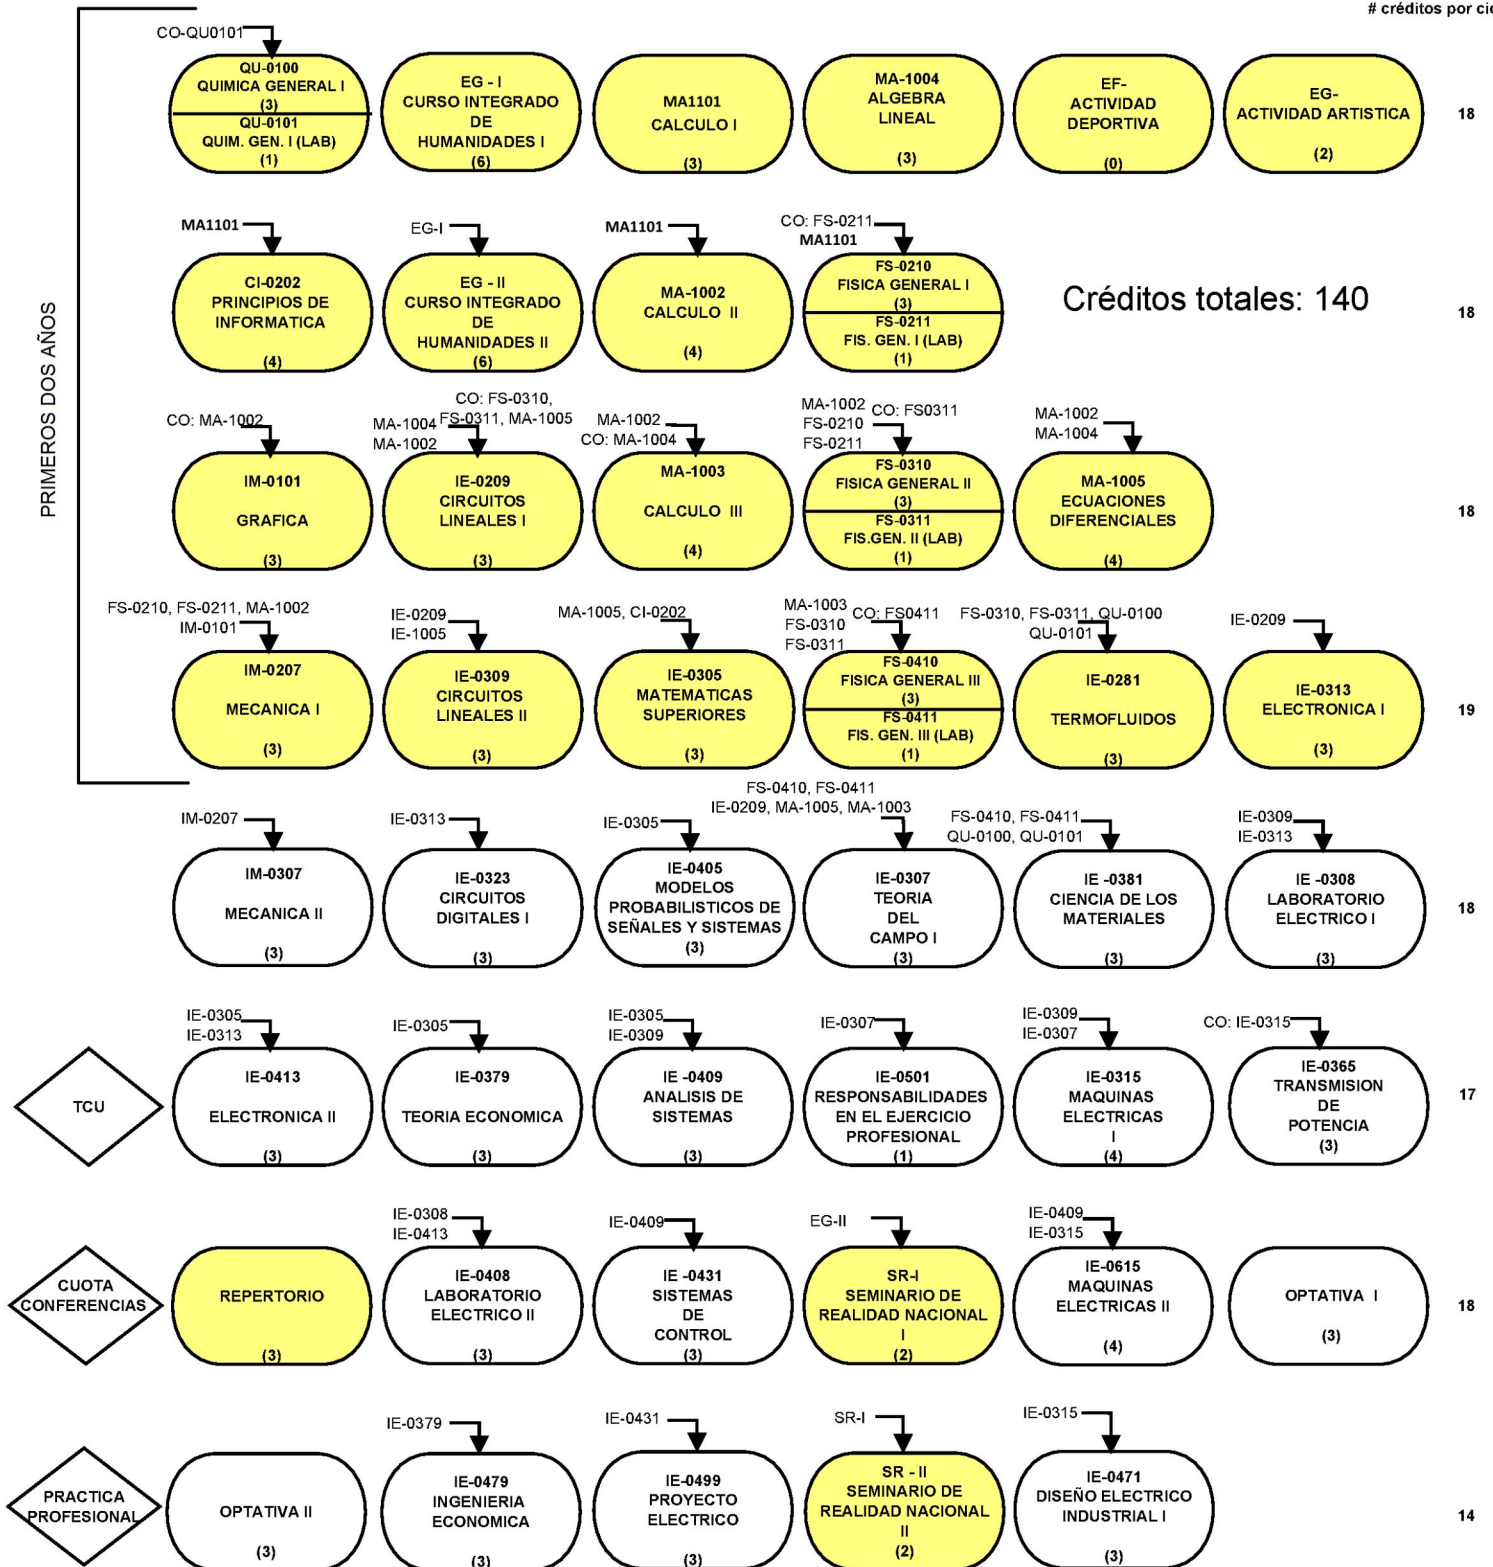 # créditos por cic
PRIMEROS DOS AÑOS
CO-QU0101
QU-0100
QUIMICA GENERAL I
(3)
QU-0101
QUIM. GEN. I (LAB)
(1)
EG - I
CURSO INTEGRADO
DE
HUMANIDADES I
(6)
MA1101
CALCULO I
(3)
MA-1004
ALGEBRA
LINEAL
(3)
EF-
ACTIVIDAD
DEPORTIVA
(0)
EG-
ACTIVIDAD ARTISTICA
(2)
18
MA1101
CI-0202
PRINCIPIOS DE
INFORMATICA
(4)
EG-I
EG - II
CURSO INTEGRADO
DE
HUMANIDADES II
(6)
MA1101
MA-1002
CALCULO II
(4)
CO: FS-0211
MA1101
FS-0210
FISICA GENERAL I
(3)
FS-0211
FIS. GEN. I (LAB)
(1)
Créditos totales: 140
18
CO: MA-1002
IM-0101
GRAFICA
(3)
CO: FS-0310,
MA-1004 FS-0311, MA-1005
MA-1002
IE-0209
CIRCUITOS
LINEALES I
(3)
MA-1002
CO: MA-1004
MA-1003
CALCULO III
(4)
MA-1002 CO: FS0311
FS-0210
FS-0211
FS-0310
FISICA GENERAL II
(3)
FS-0311
FIS.GEN. II (LAB)
(1)
MA-1002
MA-1004
MA-1005
ECUACIONES
DIFERENCIALES
(4)
18
FS-0210, FS-0211, MA-1002
IM-0101
IM-0207
MECANICA I
(3)
IE-0209
IE-1005
IE-0309
CIRCUITOS
LINEALES II
(3)
MA-1005, CI-0202
IE-0305
MATEMATICAS
SUPERIORES
(3)
MA-1003 CO: FS0411
FS-0310
FS-0311
FS-0410
FISICA GENERAL III
(3)
FS-0411
FIS. GEN. III (LAB)
(1)
FS-0310, FS-0311, QU-0100
QU-0101
IE-0281
TERMOFLUIDOS
(3)
IE-0209
IE-0313
ELECTRONICA I
(3)
19
IM-0207
IM-0307
MECANICA II
(3)
IE-0313
IE-0323
CIRCUITOS
DIGITALES I
(3)
IE-0305
IE-0405
MODELOS
PROBABILISTICOS DE
SEÑALES Y SISTEMAS
(3)
FS-0410, FS-0411
IE-0209, MA-1005, MA-1003
IE-0307
TEORIA
DEL
CAMPO I
(3)
FS-0410, FS-0411
QU-0100, QU-0101
IE -0381
CIENCIA DE LOS
MATERIALES
(3)
IE-0309
IE-0313
IE -0308
LABORATORIO
ELECTRICO I
(3)
18
TCU
IE-0305
IE-0313
IE-0413
ELECTRONICA II
(3)
IE-0305
IE-0379
TEORIA ECONOMICA
(3)
IE-0305
IE-0309
IE -0409
ANALISIS DE
SISTEMAS
(3)
IE-0307
IE-0501
RESPONSABILIDADES
EN EL EJERCICIO
PROFESIONAL
(1)
IE-0309
IE-0307
IE-0315
MAQUINAS
ELECTRICAS
I
(4)
CO: IE-0315
IE-0365
TRANSMISION
DE
POTENCIA
(3)
17
CUOTA
CONFERENCIAS
REPERTORIO
(3)
IE-0308
IE-0413
IE-0408
LABORATORIO
ELECTRICO II
(3)
IE-0409
IE -0431
SISTEMAS
DE
CONTROL
(3)
EG-II
SR-I
SEMINARIO DE
REALIDAD NACIONAL
I
(2)
IE-0409
IE-0315
IE-0615
MAQUINAS
ELECTRICAS II
(4)
OPTATIVA I
(3)
18
PRACTICA
PROFESIONAL
OPTATIVA II
(3)
IE-0379
IE-0479
INGENIERIA
ECONOMICA
(3)
IE-0431
IE-0499
PROYECTO
ELECTRICO
(3)
SR-I
SR - II
SEMINARIO DE
REALIDAD NACIONAL
II
(2)
IE-0315
IE-0471
DISEÑO ELECTRICO
INDUSTRIAL I
(3)
14